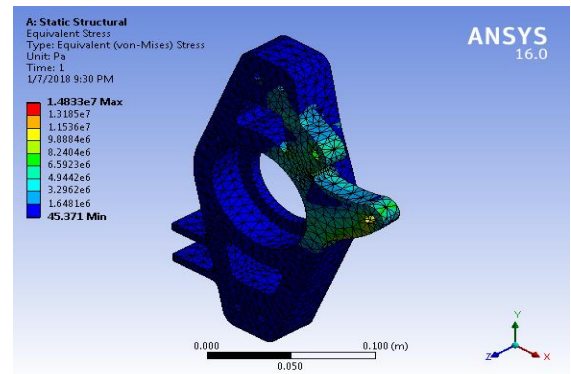 A: Static Structural
Equivalent Stress
Type: Equivalent (von-Mises) Stress
Unit: Pa
Time: 1
1/7/2018 9:30 PM
1.4833e7 Max
1.3185e7
1.1536e7
9.8884e6
8.2404e6
6.5923e6
4.9442e6
3.2962e6
1.6481e6
45.371 Min
ANSYS
16.0
0.000
0.100 (m)
0.050
Y
Z
X